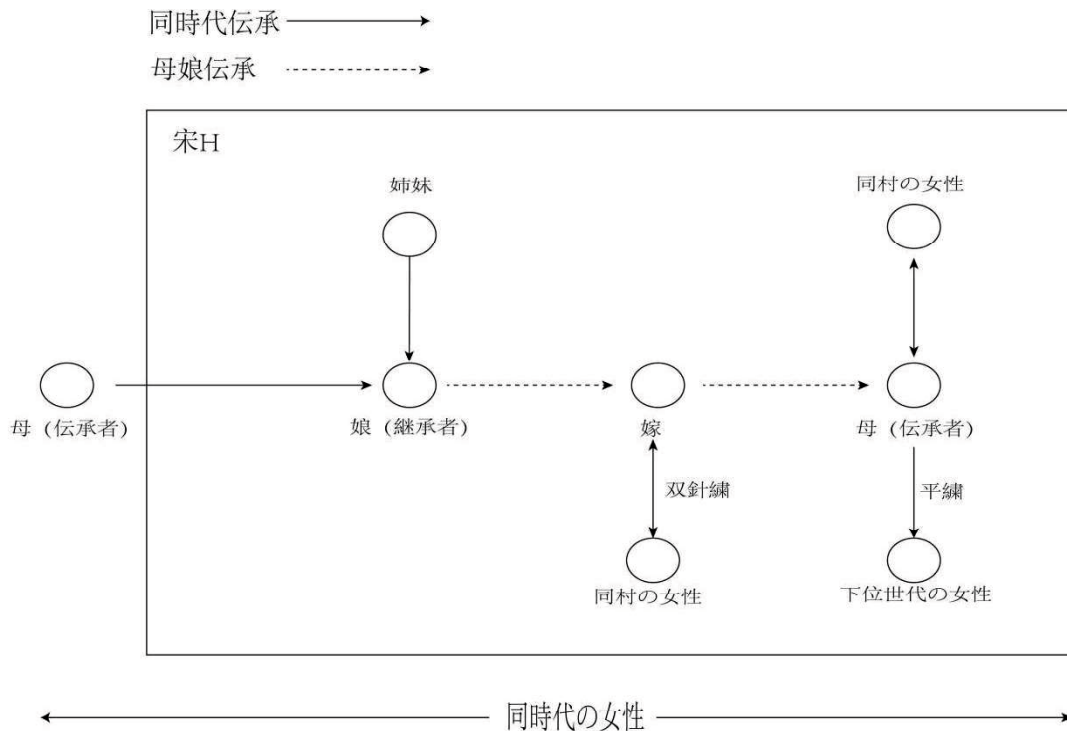 同時代伝承
母娘伝承
宋H
姉妹
同村の女性
母 (伝承者)
娘 (継承者)
嫁
母 (伝承者)
双針繍
平繍
同村の女性
下位世代の女性
同時代の女性